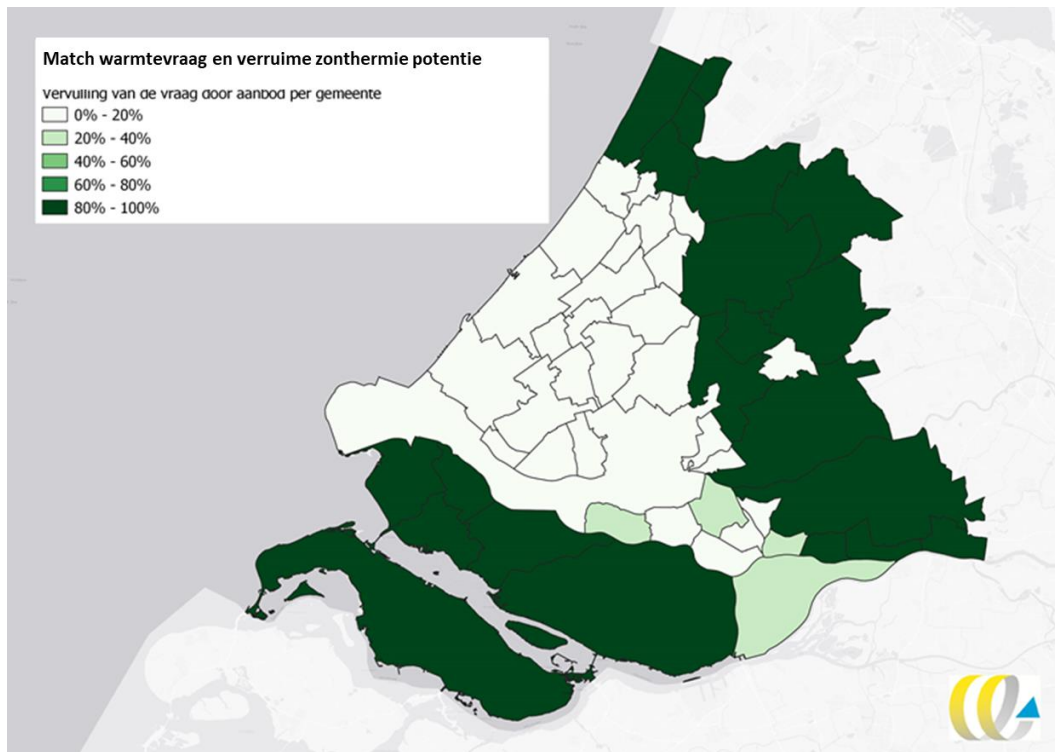 Match warmtevraag en verruime zonthermie potentie
Vervulling van de vraag door aanbod per gemeente
0% - 20%
20% - 40%
40% - 60%
60% - 80%
80% - 100%